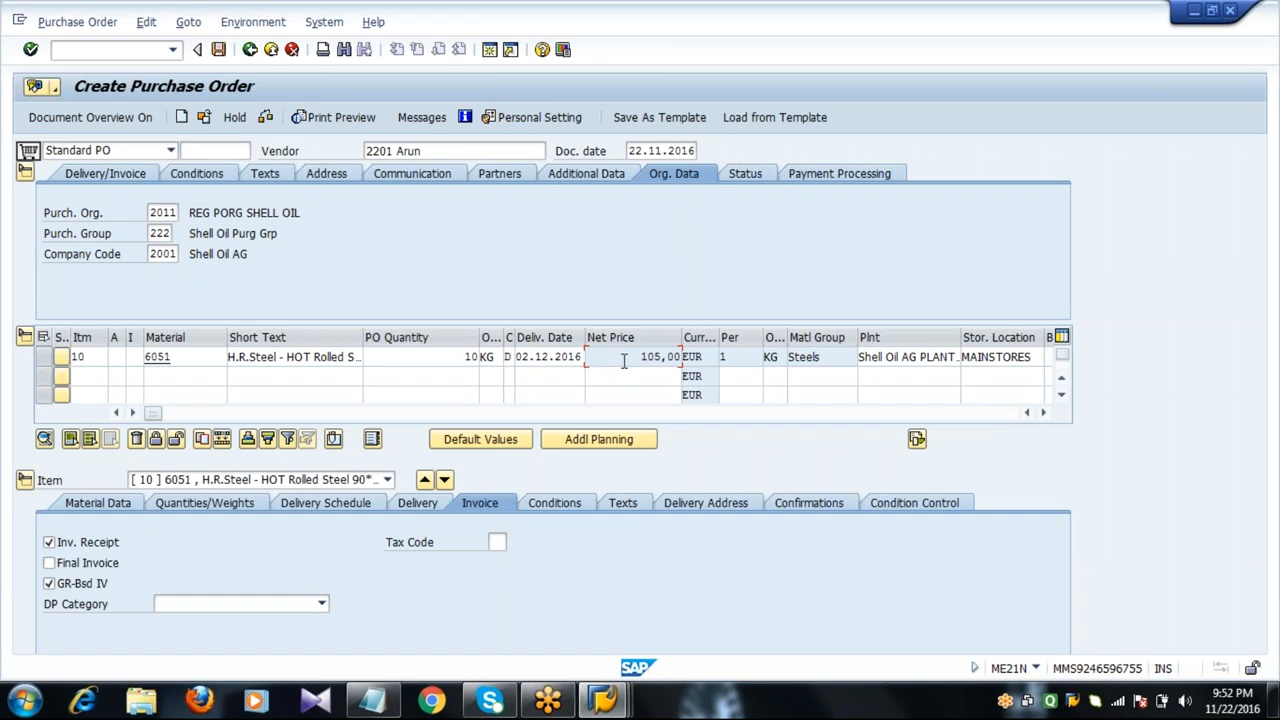 Purchase Order Edit Goto Environment System Help
Create Purchase Order
Document Overview On Hold Print Preview Messages Personal Setting Save As Template Load from Template
Standard PO Vendor 2201 Arun Doc. date 22.11.2016
Delivery/Invoice Conditions Texts Address Communication Partners Additional Data Org. Data Status Payment Processing
Purch. Org. 2011 REG PORG SHELL OIL
Purch. Group 222 Shell Oil Purg Grp
Company Code 2001 Shell Oil AG
S.. Itm A I Material Short Text PO Quantity O... C Deliv. Date Net Price Curr... Per O... Matl Group Plnt Stor. Location B
10 6051 H.R.Steel - HOT Rolled S... 10 KG D 02.12.2016 105,00 EUR 1 KG Steels Shell Oil AG PLANT... MAINSTORES
EUR
EUR
Default Values Addl Planning
Item [ 10 ] 6051 , H.R.Steel - HOT Rolled Steel 90*...
Material Data Quantities/Weights Delivery Schedule Delivery Invoice Conditions Texts Delivery Address Confirmations Condition Control
Inv. Receipt Tax Code
Final Invoice
GR-Bsd IV
DP Category
SAP ME21N MMS9246596755 INS
9:52 PM
11/22/2016